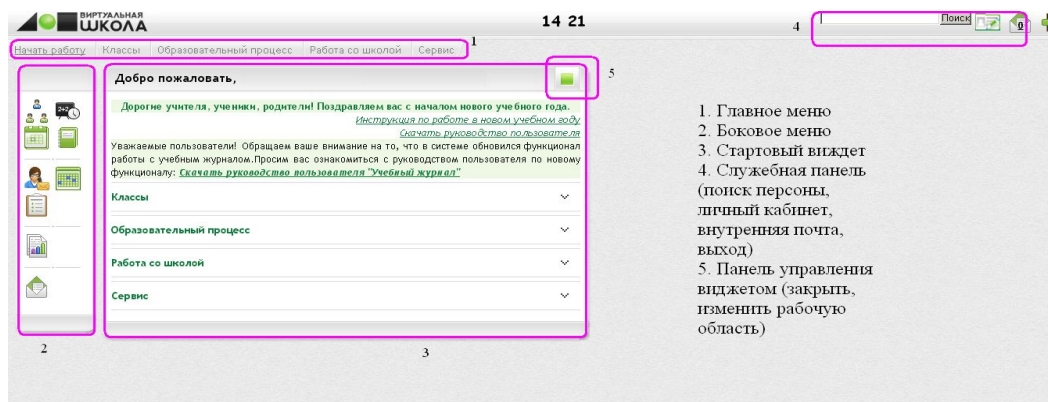 ВИРТУАЛЬНАЯ
ШКОЛА
14 21
4
Поиск
0
1
Начать работу Классы Образовательный процесс Работа со школой Сервис
Добро пожаловать,
5
Дорогие учителя, ученики, родители! Поздравляем вас с началом нового учебного года.
Инструкция по работе в новом учебном году
Скачать руководство пользователя
Уважаемые пользователи! Обращаем ваше внимание на то, что в системе обновился функционал
работы с учебным журналом.Просим вас ознакомиться с руководством пользователя по новому
функционалу: Скачать руководство пользователя "Учебный журнал"
Классы
Образовательный процесс
Работа со школой
Сервис
2
3
1. Главное меню
2. Боковое меню
3. Стартовый виждет
4. Служебная панель
(поиск персоны,
личный кабинет,
внутренняя почта,
выход)
5. Панель управления
виджетом (закрыть,
изменить рабочую
область)